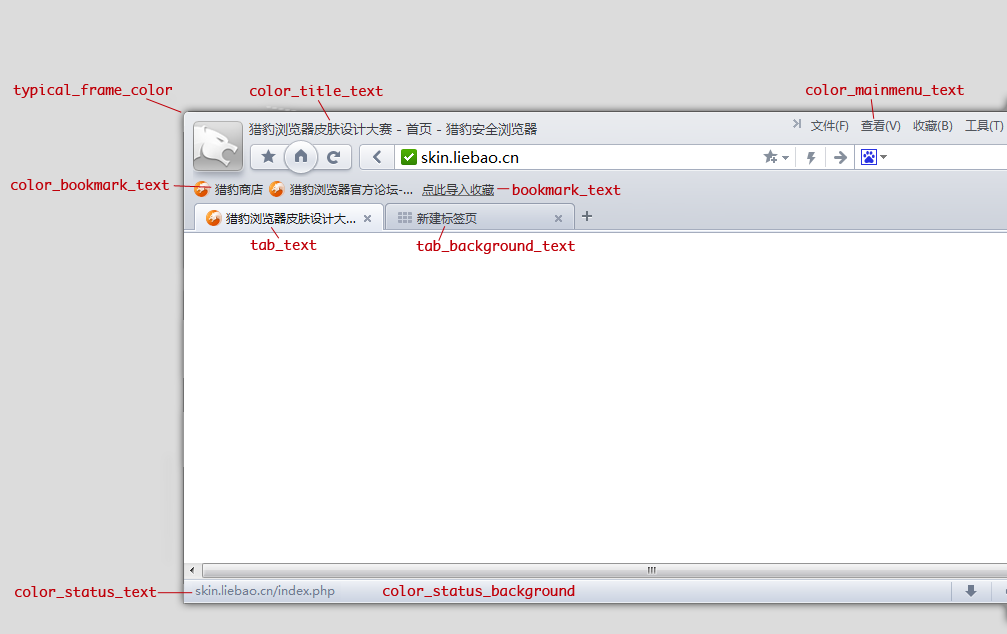 typical_frame_color
color_title_text
color_mainmenu_text
猎豹浏览器皮肤设计大赛 - 首页 - 猎豹安全浏览器
文件(F) 查看(V) 收藏(B) 工具(T)
skin.liebao.cn
color_bookmark_text
猎豹商店 猎豹浏览器官方论坛-... 点此导入收藏
bookmark_text
猎豹浏览器皮肤设计大...
新建标签页
tab_text
tab_background_text
color_status_text
skin.liebao.cn/index.php
color_status_background